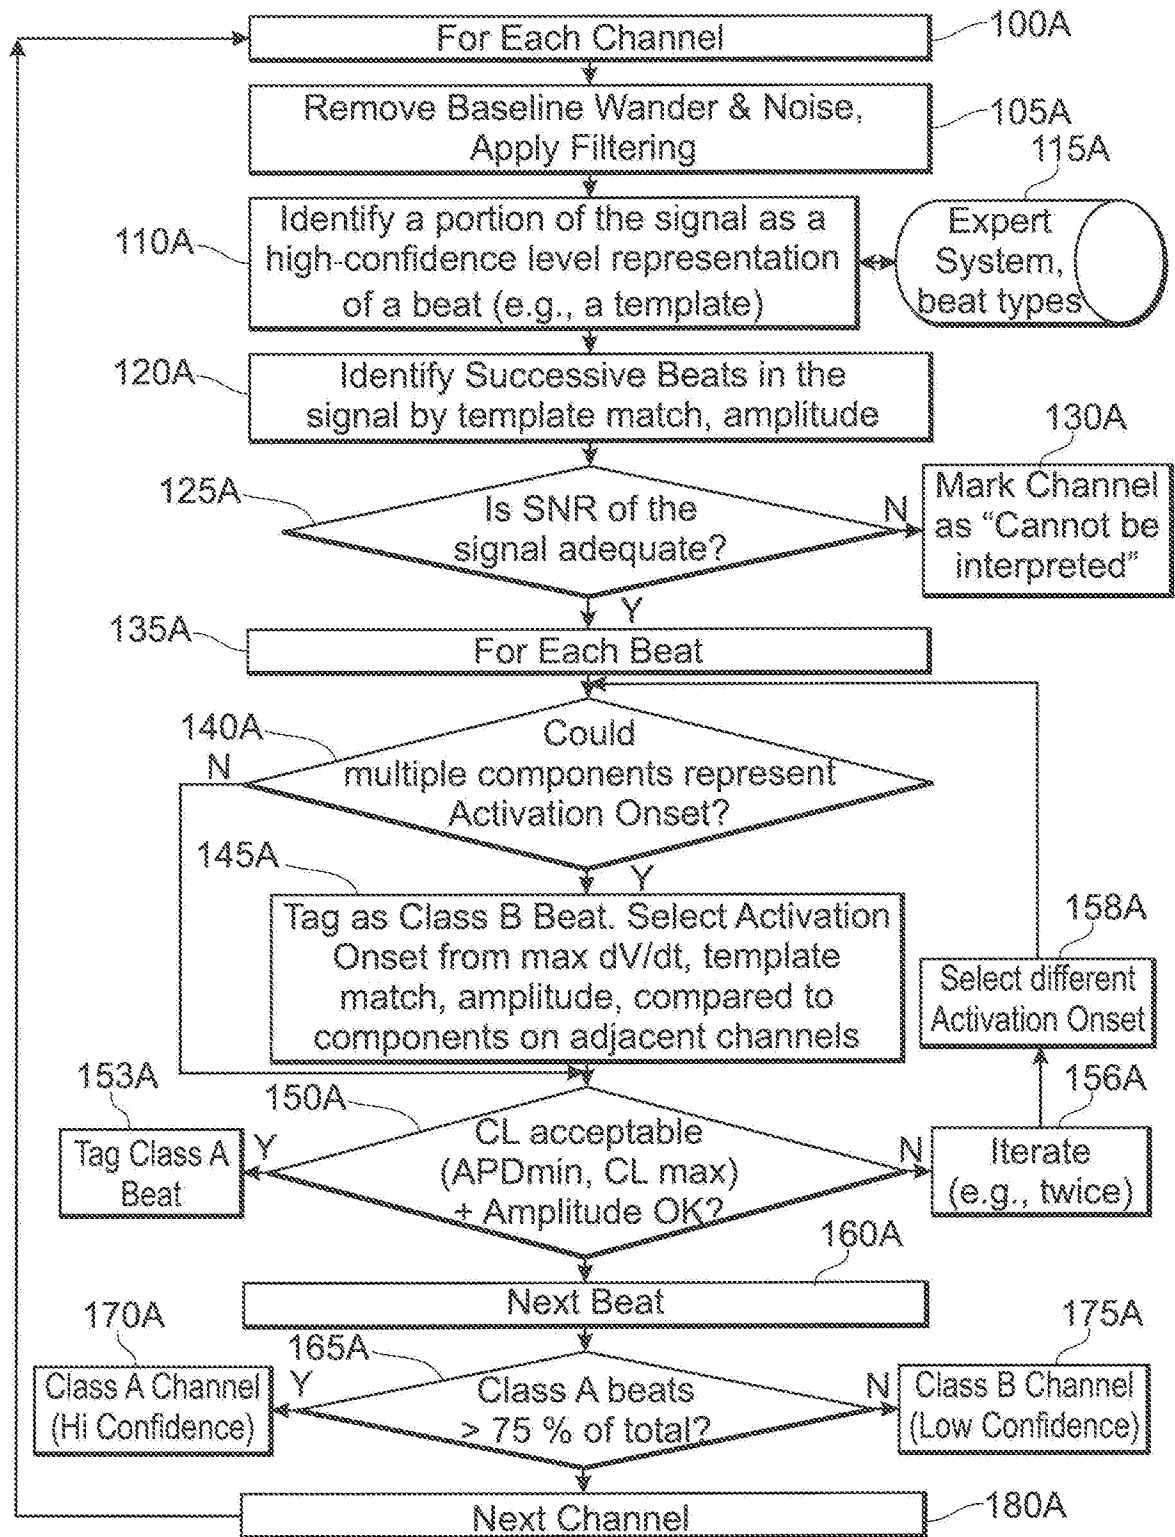 For Each Channel
100A
Remove Baseline Wander & Noise,
Apply Filtering
105A
115A
110A
Identify a portion of the signal as a
high-confidence level representation
of a beat (e.g., a template)
Expert
System,
beat types
120A
Identify Successive Beats in the
signal by template match, amplitude
130A
125A
Is SNR of the
signal adequate?
N
Mark Channel
as “Cannot be
interpreted”
Y
135A
For Each Beat
140A
N
Could
multiple components represent
Activation Onset?
145A
Y
Tag as Class B Beat. Select Activation
Onset from max dV/dt, template
match, amplitude, compared to
components on adjacent channels
158A
Select different
Activation Onset
153A
150A
156A
Tag Class A
Beat
Y
CL acceptable
(APDmin, CL max)
+ Amplitude OK?
N
Iterate
(e.g., twice)
160A
Next Beat
170A
165A
175A
Class A Channel
(Hi Confidence)
Y
Class A beats
> 75 % of total?
N
Class B Channel
(Low Confidence)
Next Channel
180A